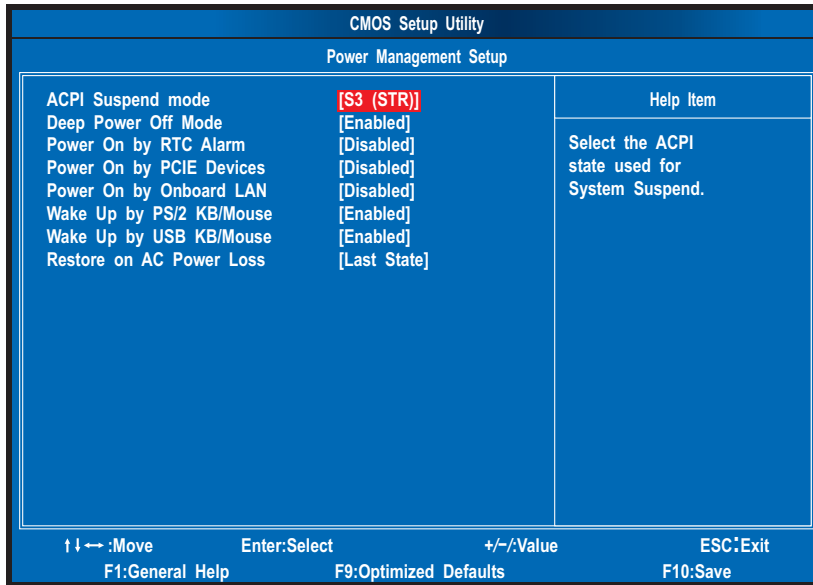 CMOS Setup Utility
Power Management Setup
ACPI Suspend mode [S3 (STR)]
Deep Power Off Mode [Enabled]
Power On by RTC Alarm [Disabled]
Power On by PCIE Devices [Disabled]
Power On by Onboard LAN [Disabled]
Wake Up by PS/2 KB/Mouse [Enabled]
Wake Up by USB KB/Mouse [Enabled]
Restore on AC Power Loss [Last State]
Help Item
Select the ACPI
state used for
System Suspend.
↑↓↔ :Move Enter:Select +/−/:Value ESC:Exit
F1:General Help F9:Optimized Defaults F10:Save